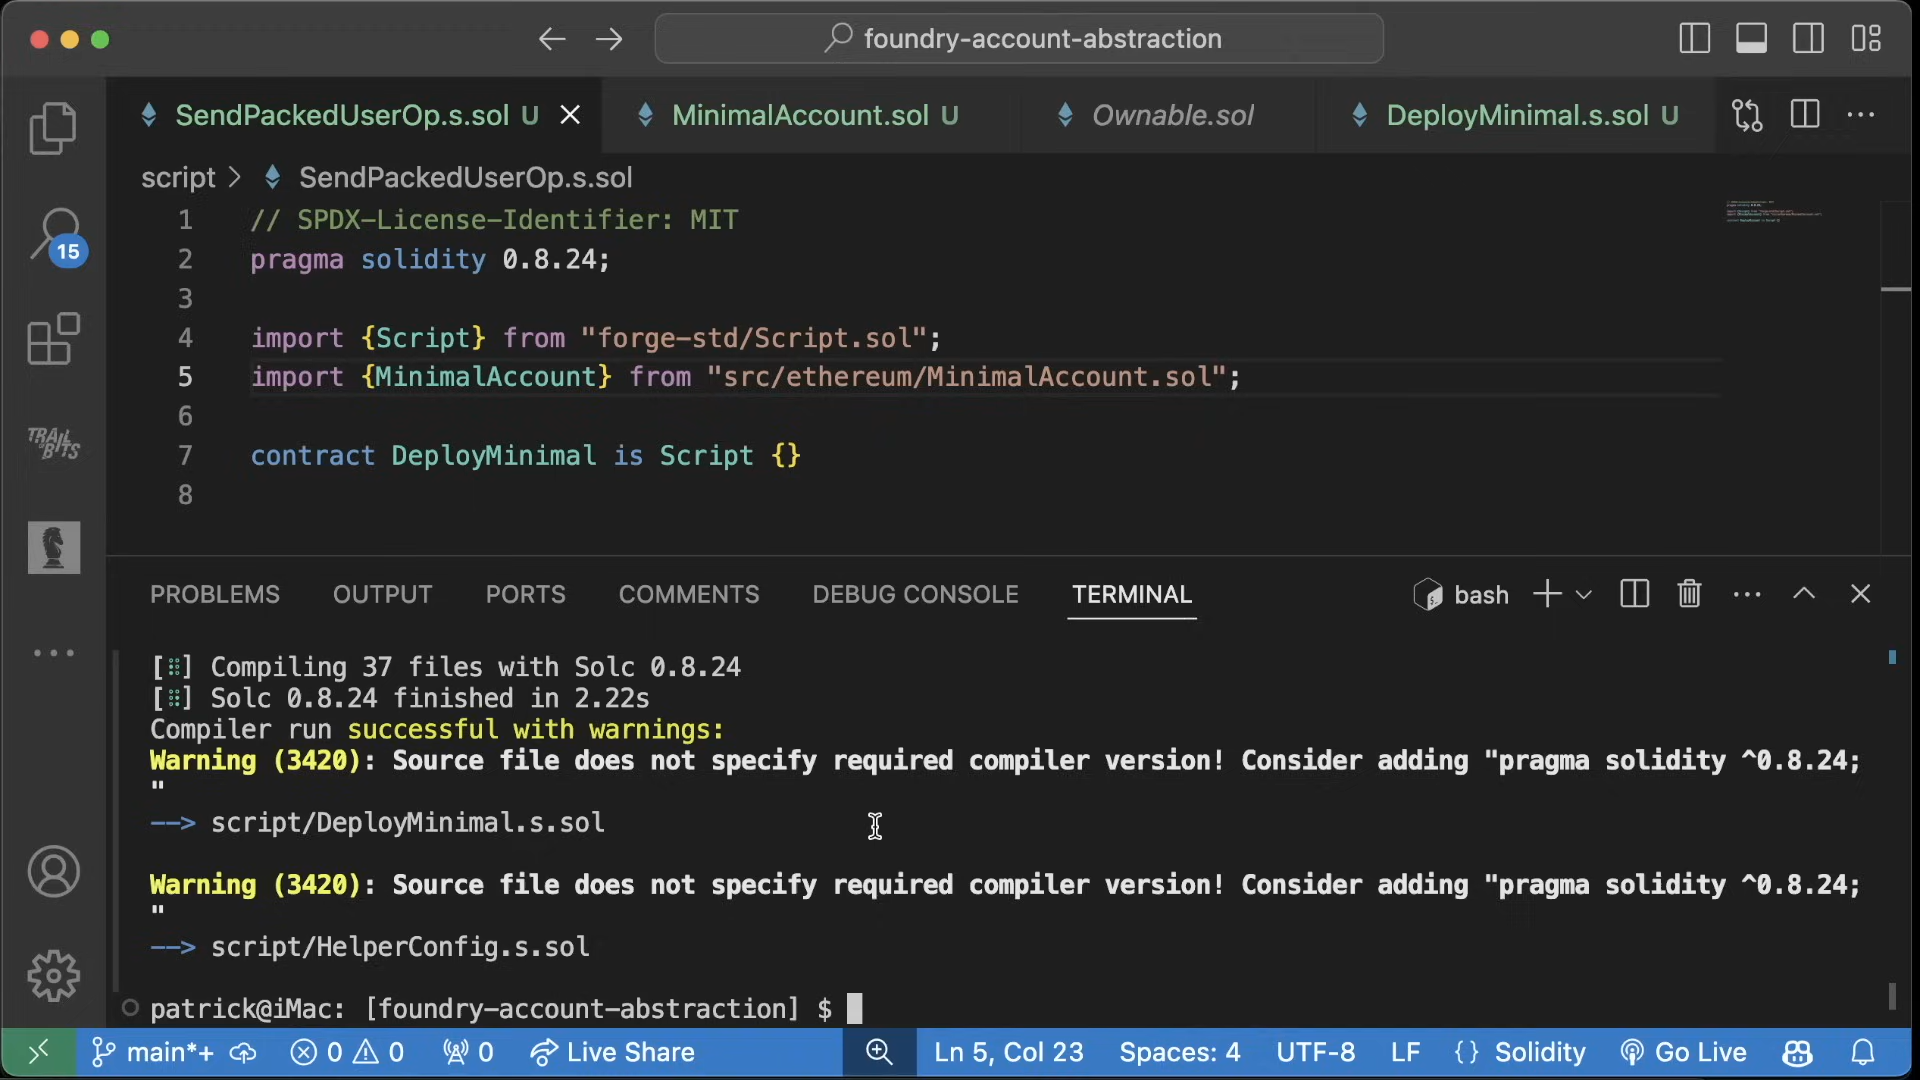 foundry-account-abstraction
SendPackedUserOp.s.sol U
MinimalAccount.sol U
Ownable.sol
DeployMinimal.s.sol U
script > SendPackedUserOp.s.sol
1 // SPDX-License-Identifier: MIT
2 pragma solidity 0.8.24;
3
4 import {Script} from "forge-std/Script.sol";
5 import {MinimalAccount} from "src/ethereum/MinimalAccount.sol";
6
7 contract DeployMinimal is Script {}
8
15
TRAIL OF BITS
PROBLEMS OUTPUT PORTS COMMENTS DEBUG CONSOLE TERMINAL bash
[⠿] Compiling 37 files with Solc 0.8.24
[⠿] Solc 0.8.24 finished in 2.22s
Compiler run successful with warnings:
Warning (3420): Source file does not specify required compiler version! Consider adding "pragma solidity ^0.8.24;
"
--> script/DeployMinimal.s.sol
Warning (3420): Source file does not specify required compiler version! Consider adding "pragma solidity ^0.8.24;
"
--> script/HelperConfig.s.sol
patrick@iMac: [foundry-account-abstraction] $
main*+ 0 0 0 Live Share Ln 5, Col 23 Spaces: 4 UTF-8 LF {} Solidity Go Live